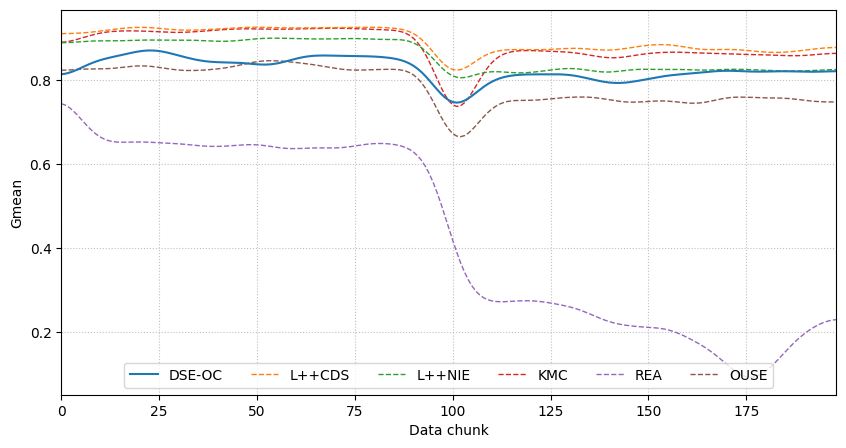 Gmean
0.8
0.6
0.4
0.2
DSE-OC L++CDS L++NIE KMC REA OUSE
0 25 50 75 100 125 150 175
Data chunk